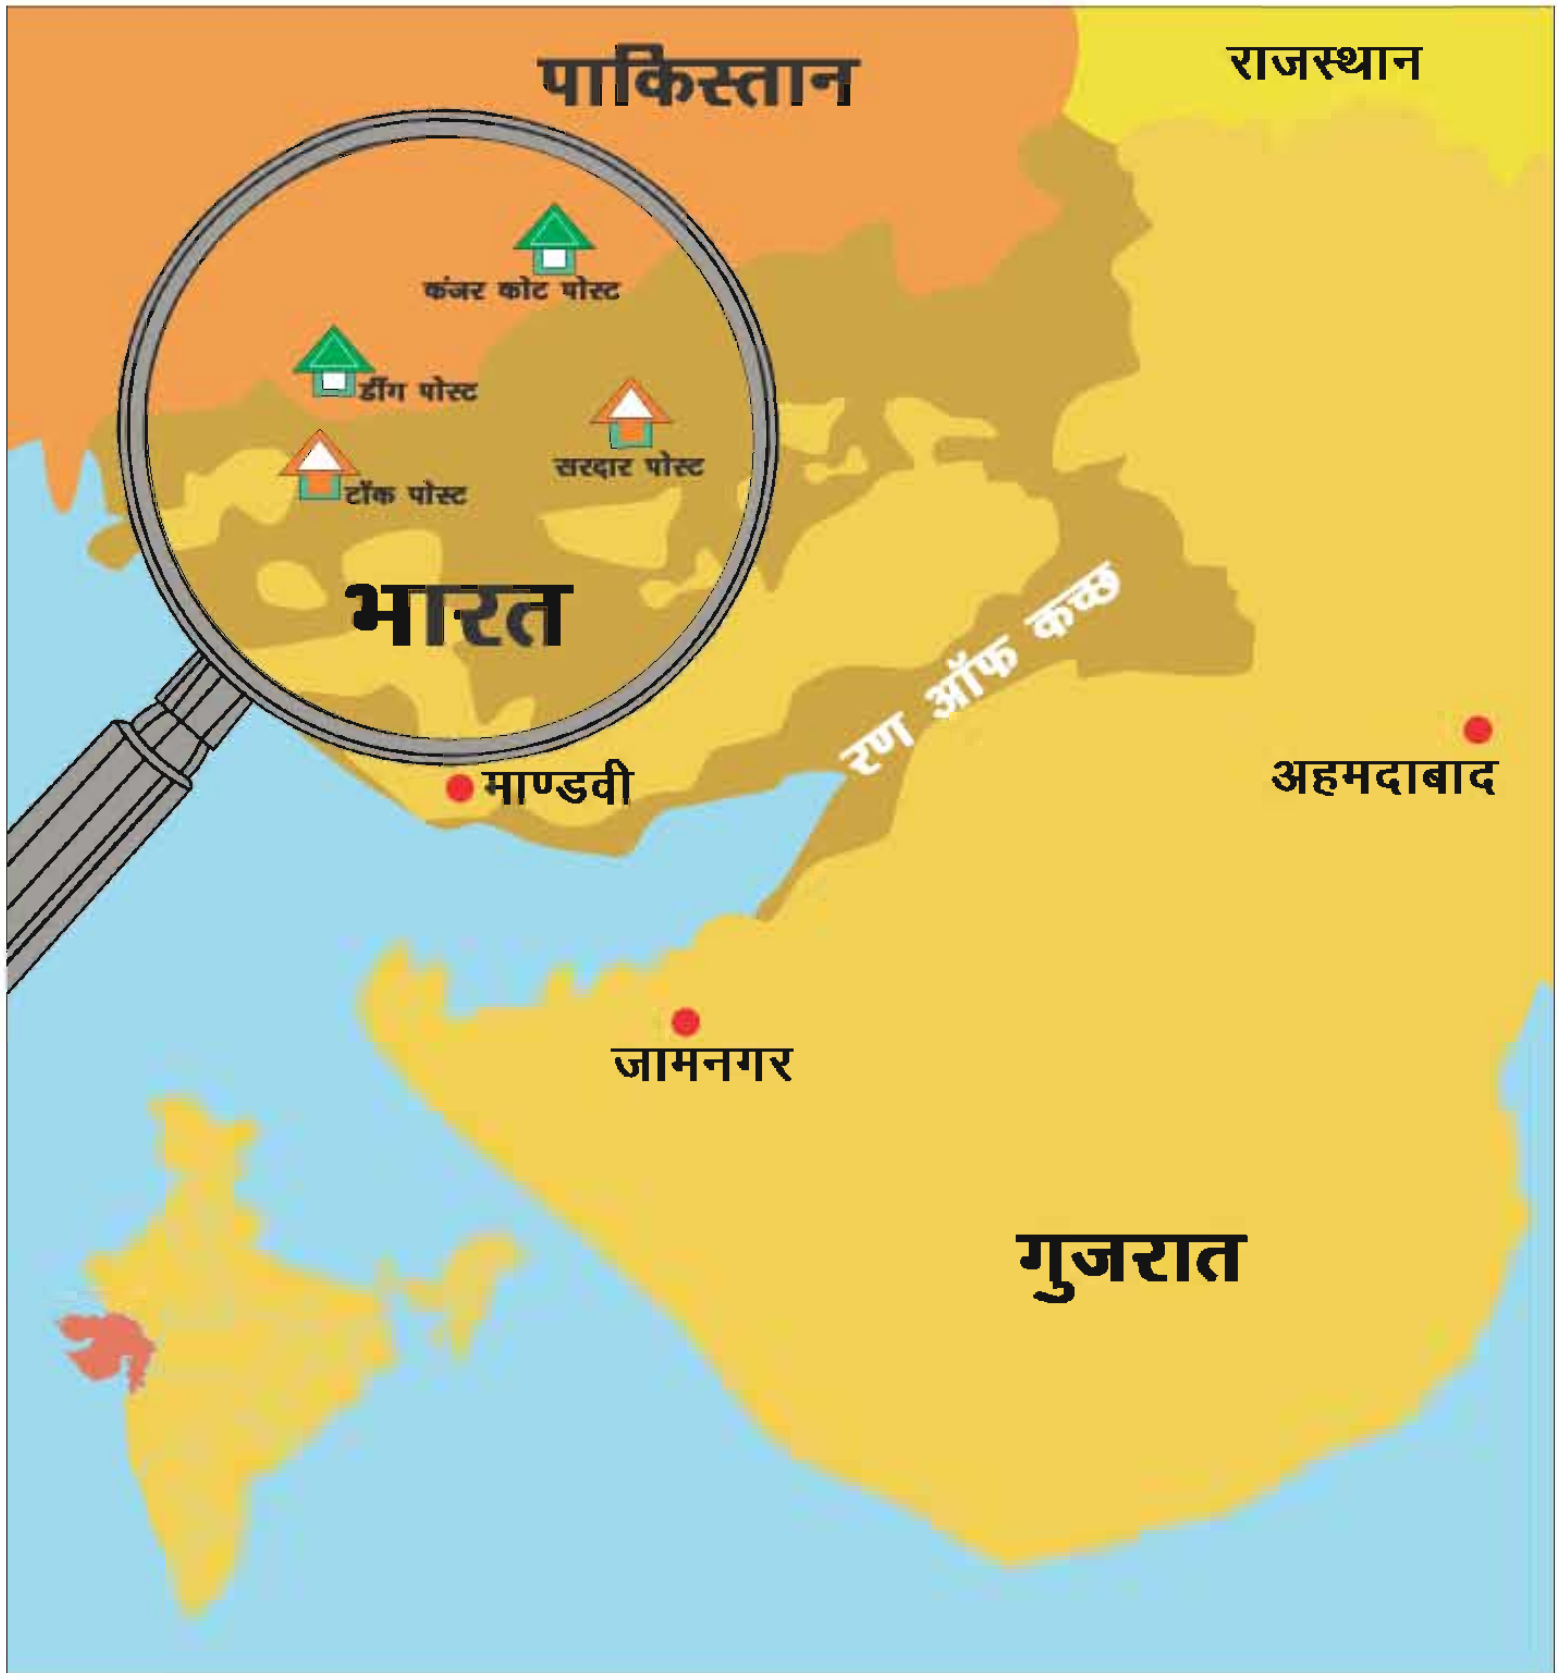 पाकिस्तान
राजस्थान
कंजर कोट पोस्ट
डींग पोस्ट
सरदार पोस्ट
टोंक पोस्ट
भारत
रण ऑफ कच्छ
माण्डवी
अहमदाबाद
जामनगर
गुजरात